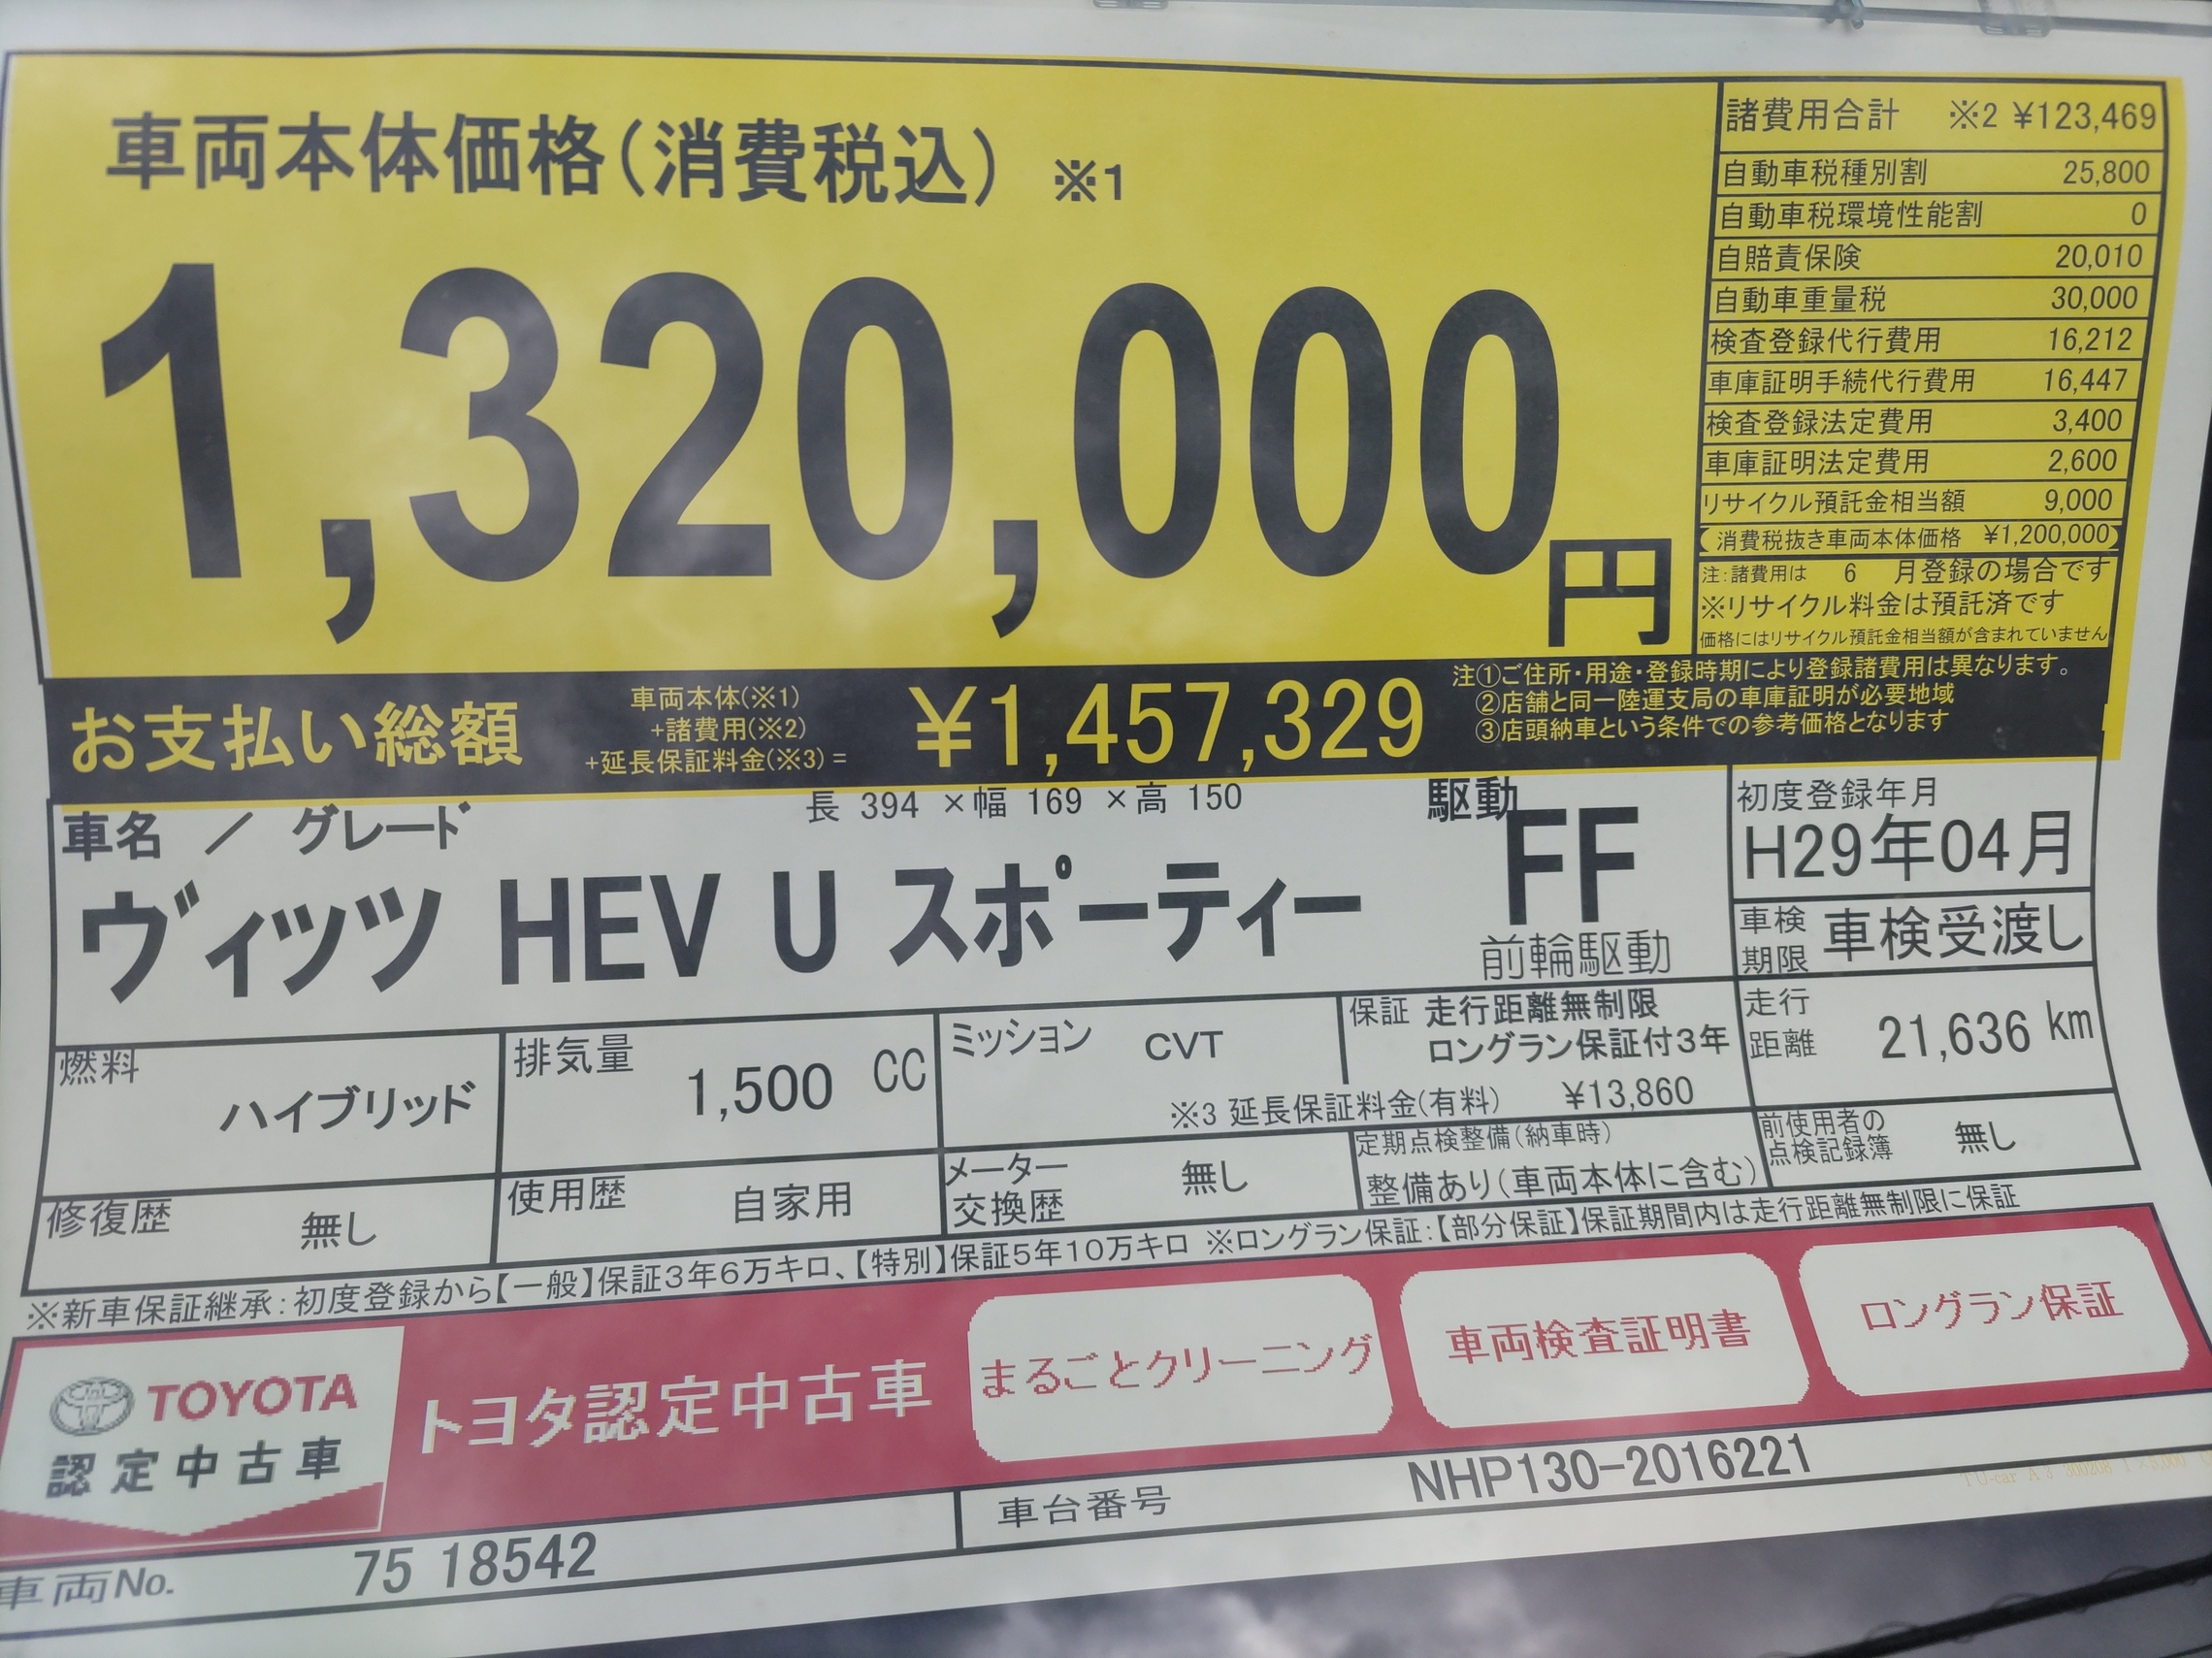 車両本体価格(消費税込) ※1
1,320,000円
諸費用合計 ※2 ¥123,469
自動車税種別割 25,800
自動車税環境性能割 0
自賠責保険 20,010
自動車重量税 30,000
検査登録代行費用 16,212
車庫証明手続代行費用 16,447
検査登録法定費用 3,400
車庫証明法定費用 2,600
リサイクル預託金相当額 9,000
(消費税抜き車両本体価格 ¥1,200,000)
注:諸費用は 6 月登録の場合です
※リサイクル料金は預託済です
価格にはリサイクル預託金相当額が含まれていません
お支払い総額
車両本体(※1)
+諸費用(※2)
+延長保証料金(※3)=
¥1,457,329
注①ご住所・用途・登録時期により登録諸費用は異なります。
②店舗と同一陸運支局の車庫証明が必要地域
③店頭納車という条件での参考価格となります
車名 / グレード
長 394 ×幅 169 ×高 150
ヴィッツ HEV U スポーティー
駆動
FF
前輪駆動
初度登録年月
H29年04月
車検期限 車検受渡し
燃料
ハイブリッド
排気量
1,500 CC
ミッション CVT
保証 走行距離無制限
ロングラン保証付3年
※3 延長保証料金(有料) ¥13,860
走行距離 21,636 km
修復歴 無し
使用歴 自家用
メーター交換歴 無し
定期点検整備(納車時)
整備あり(車両本体に含む)
前使用者の点検記録簿 無し
※新車保証継承:初度登録から【一般】保証3年6万キロ、【特別】保証5年10万キロ ※ロングラン保証:【部分保証】保証期間内は走行距離無制限に保証
TOYOTA
認定中古車
トヨタ認定中古車
まるごとクリーニング
車両検査証明書
ロングラン保証
車両No. 75 18542
車台番号 NHP130-2016221